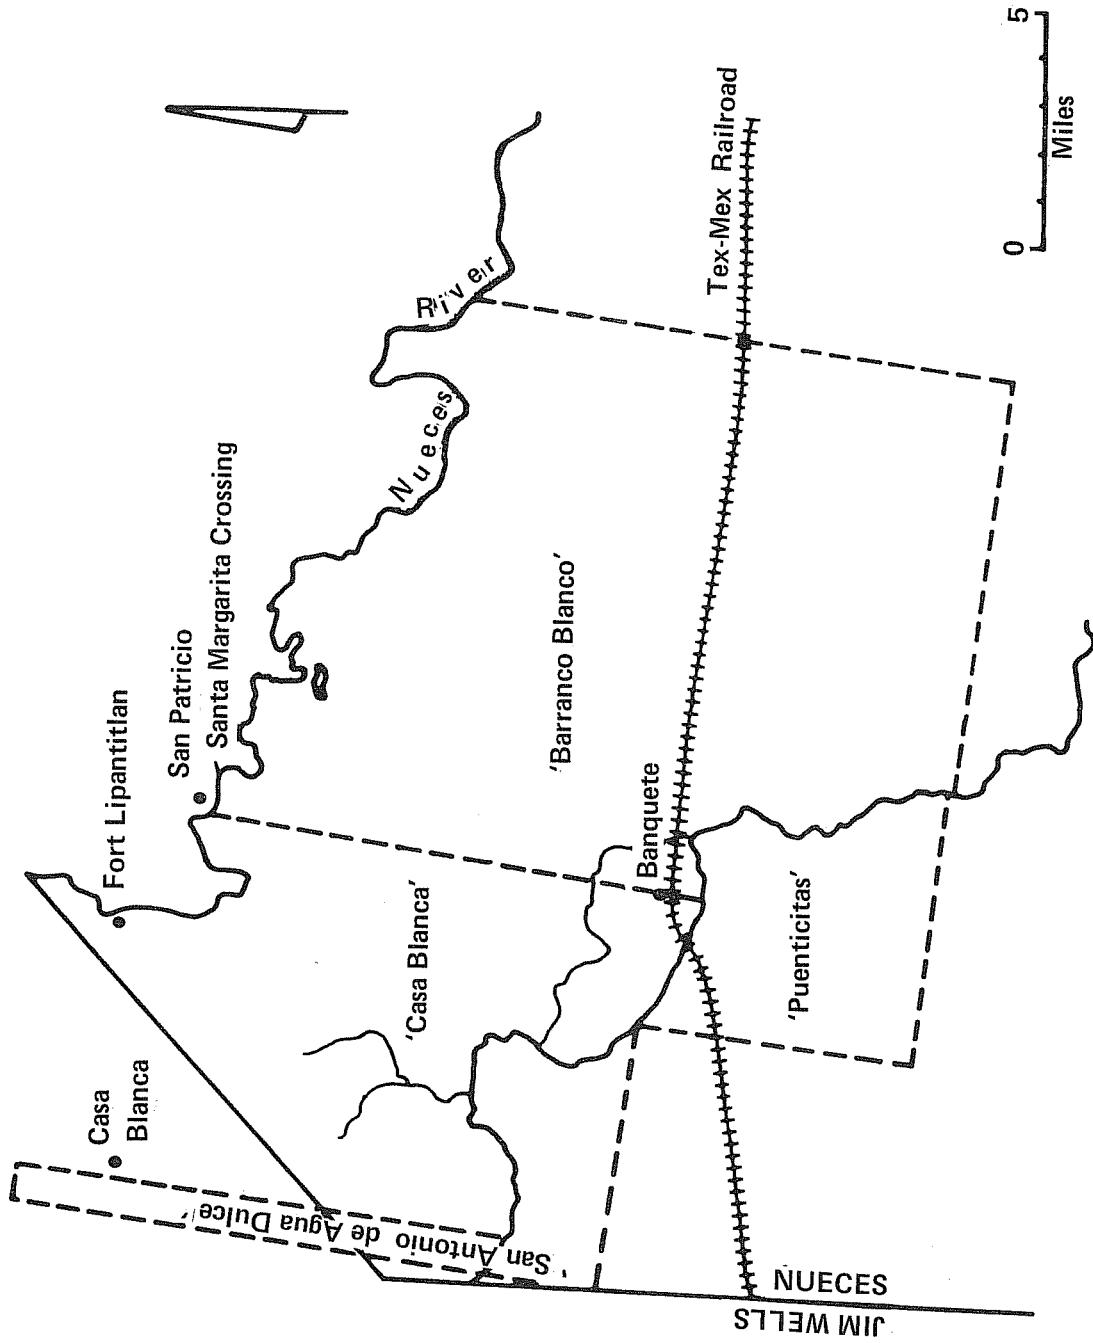 Fort Lipantitlan
San Patricio
Santa Margarita Crossing
Casa
Blanca
Nueces
River
'San Antonio de Agua Dulce'
'Casa Blanca'
'Barranco Blanco'
Banquete
Tex-Mex Railroad
'Puenticitas'
NUECES
JIM WELLS
0
5
Miles